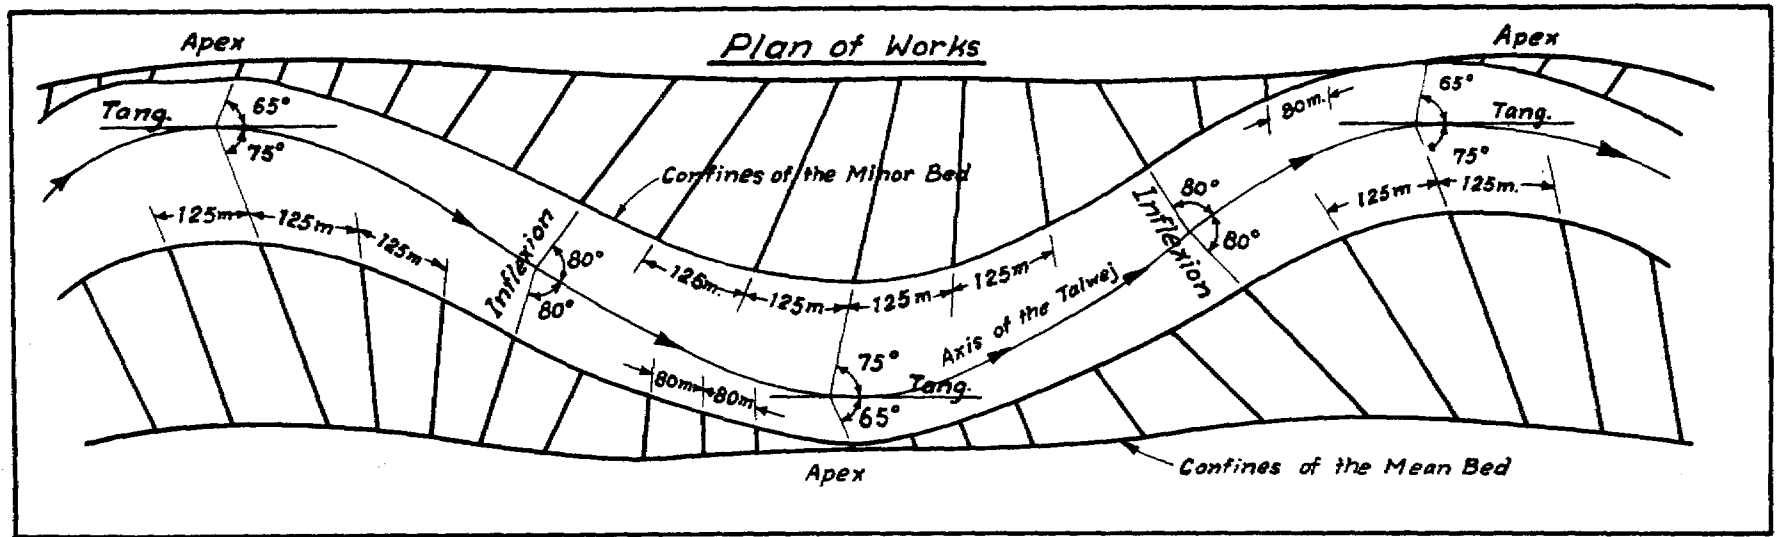 Plan of Works
Apex
Apex
Tang.
65°
75°
80m.
65°
Tang.
75°
Confines of the Minor Bed
125m
125m
125m
Inflexion
80°
80°
125m.
125m
125m
125m
Inflexion
80°
80°
125m
125m.
Axis of the Talwej
80m
80m
75°
Tang.
65°
Apex
Confines of the Mean Bed